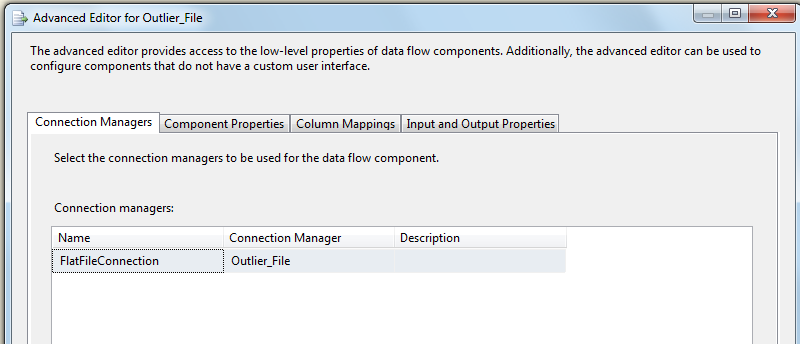 Advanced Editor for Outlier_File
The advanced editor provides access to the low-level properties of data flow components. Additionally, the advanced editor can be used to
configure components that do not have a custom user interface.
Connection Managers Component Properties Column Mappings Input and Output Properties
Select the connection managers to be used for the data flow component.
Connection managers:
Name Connection Manager Description
FlatFileConnection Outlier_File